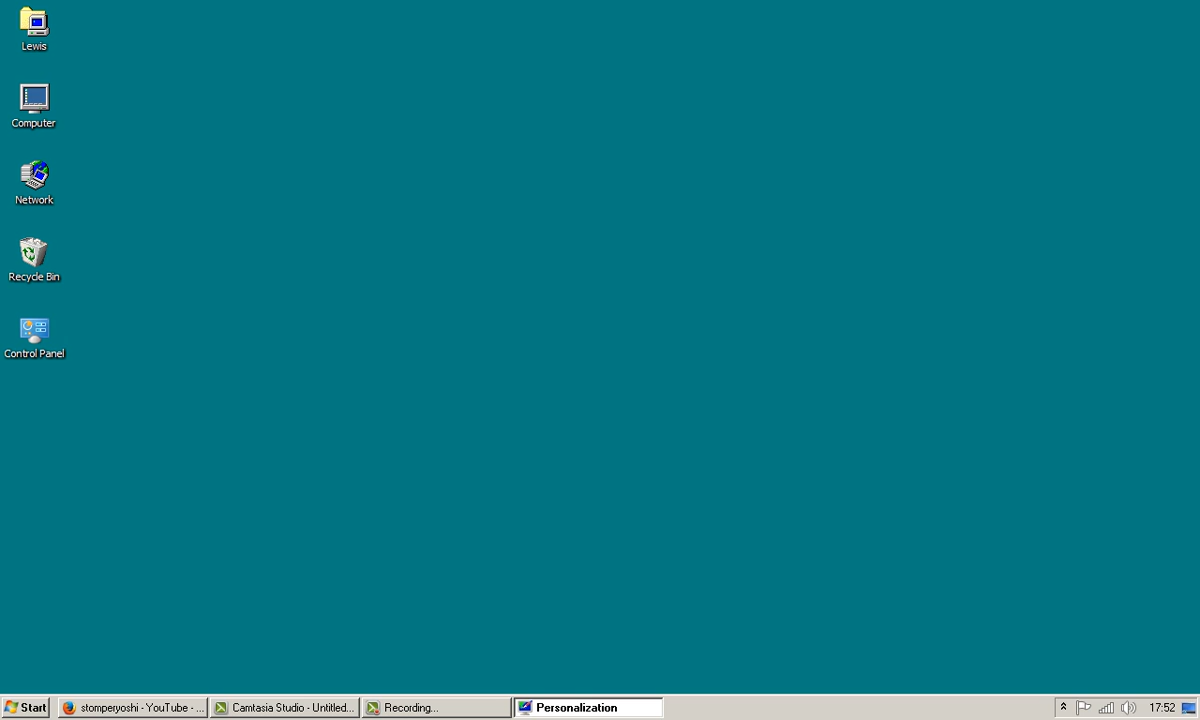 Lewis
Computer
Network
Recycle Bin
Control Panel
Start
stomperyoshi - YouTube - ...
Camtasia Studio - Untitled...
Recording...
Personalization
17:52